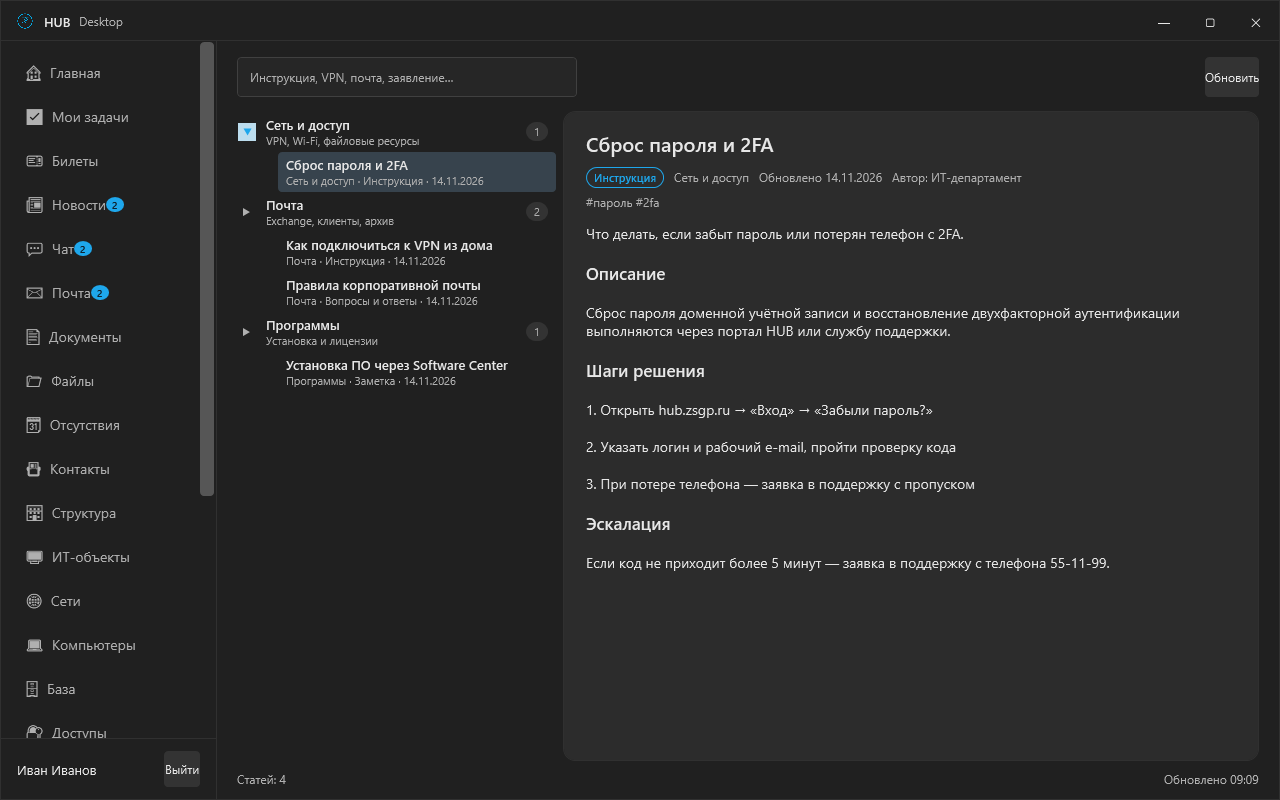 HUB Desktop
Главная
Мои задачи
Билеты
Новости 2
Чат 2
Почта 2
Документы
Файлы
31 Отсутствия
Контакты
Структура
ИТ-объекты
Сети
Компьютеры
База
Доступы
Иван Иванов
Выйти
Инструкция, VPN, почта, заявление...
Обновить
Сеть и доступ 1
VPN, Wi-Fi, файловые ресурсы
Сброс пароля и 2FA
Сеть и доступ · Инструкция · 14.11.2026
Почта 2
Exchange, клиенты, архив
Как подключиться к VPN из дома
Почта · Инструкция · 14.11.2026
Правила корпоративной почты
Почта · Вопросы и ответы · 14.11.2026
Программы 1
Установка и лицензии
Установка ПО через Software Center
Программы · Заметка · 14.11.2026
Сброс пароля и 2FA
Инструкция Сеть и доступ Обновлено 14.11.2026 Автор: ИТ-департамент
#пароль #2fa
Что делать, если забыт пароль или потерян телефон с 2FA.
Описание
Сброс пароля доменной учётной записи и восстановление двухфакторной аутентификации
выполняются через портал HUB или службу поддержки.
Шаги решения
1. Открыть hub.zsgp.ru → «Вход» → «Забыли пароль?»
2. Указать логин и рабочий e-mail, пройти проверку кода
3. При потере телефона — заявка в поддержку с пропуском
Эскалация
Если код не приходит более 5 минут — заявка в поддержку с телефона 55-11-99.
Статей: 4
Обновлено 09:09